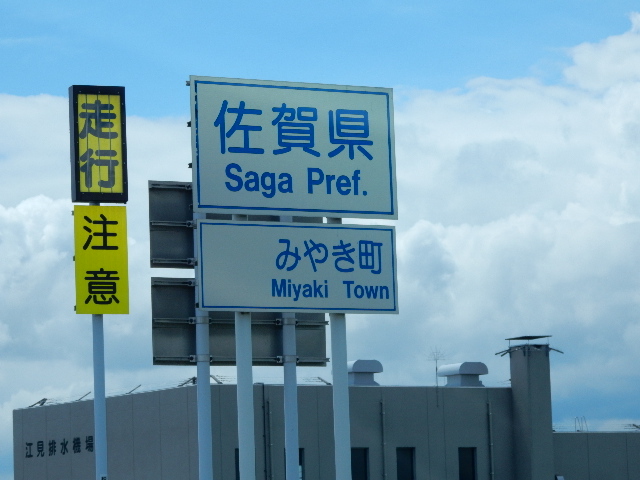 走行
注意
佐賀県
Saga Pref.
みやき町
Miyaki Town
江見排水機場